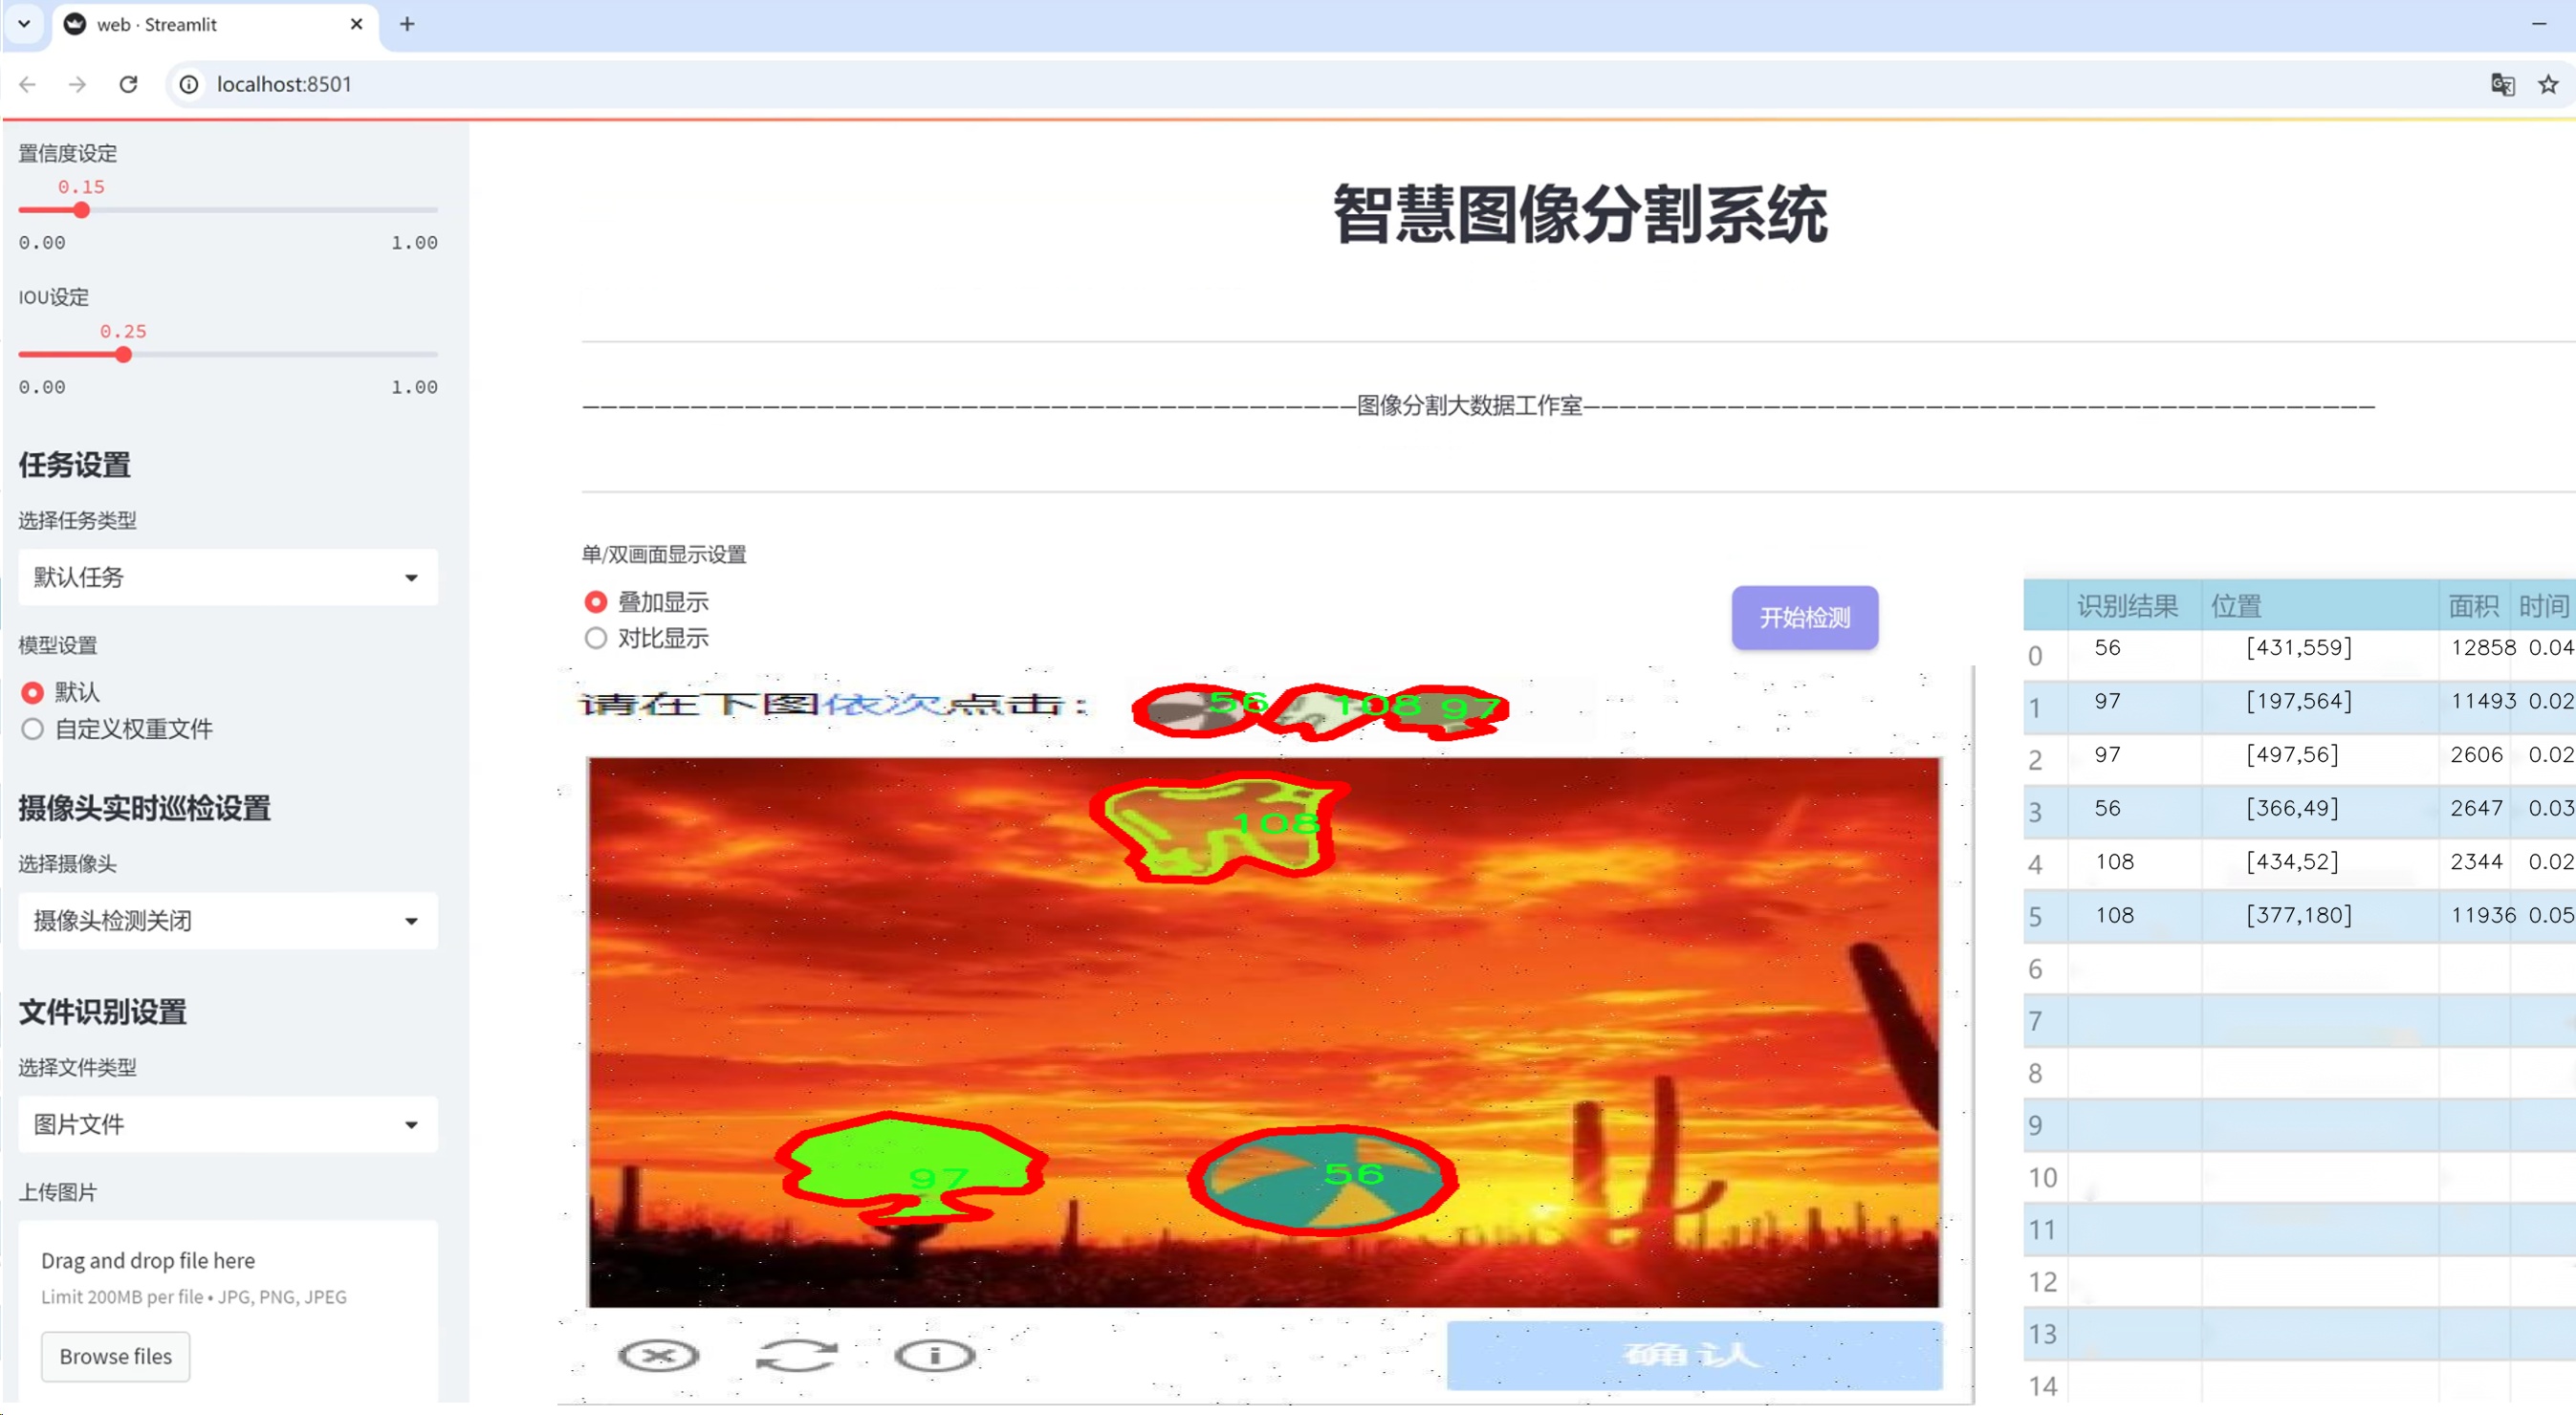 web · Streamlit
localhost:8501
置信度设定
0.15
0.00 1.00
IOU设定
0.25
0.00 1.00
任务设置
选择任务类型
默认任务
模型设置
默认
自定义权重文件
摄像头实时巡检设置
选择摄像头
摄像头检测关闭
文件识别设置
选择文件类型
图片文件
上传图片
Drag and drop file here
Limit 200MB per file • JPG, PNG, JPEG
Browse files
智慧图像分割系统
图像分割大数据工作室
单/双画面显示设置
叠加显示
对比显示
开始检测
请在下图依次点击：
56 108 97
108
97
56
确认
识别结果 位置 面积 时间
0 56 [431,559] 12858 0.04
1 97 [197,564] 11493 0.02
2 97 [497,56] 2606 0.02
3 56 [366,49] 2647 0.03
4 108 [434,52] 2344 0.02
5 108 [377,180] 11936 0.05
6
7
8
9
10
11
12
13
14